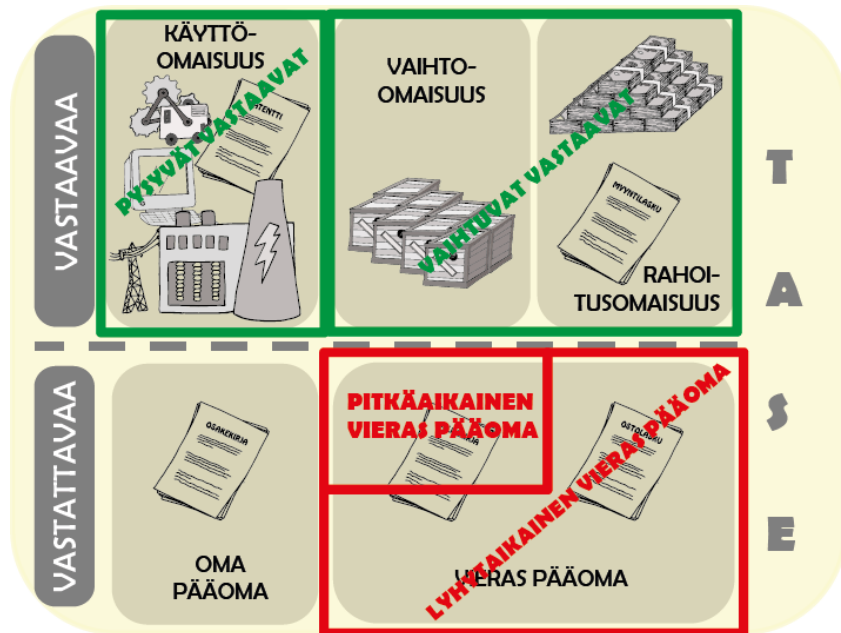 KÄYTTÖ-
OMAISUUS
PYSYVÄT VASTAAVAT
VAIHTO-
OMAISUUS
VAIHTUVAT VASTAAVAT
MYYNTILASKU
RAHOI-
TUSOMAISUUS
VASTAAVAA
TASE
VASTATTAVAA
OSAKEKIRJA
OMA
PÄÄOMA
PITKÄAIKAINEN
VIERAS PÄÄOMA
OSTOLASKU
LYHYTAIKAINEN VIERAS PÄÄOMA
VIERAS PÄÄOMA